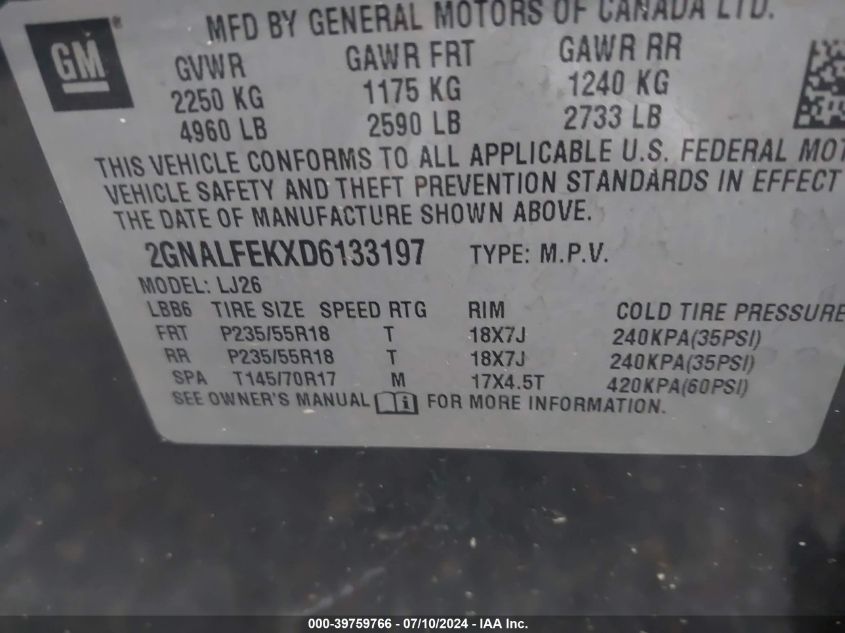 MFD BY GENERAL MOTORS OF CANADA LTD.
GM
GVWR GAWR FRT GAWR RR
2250 KG 1175 KG 1240 KG
4960 LB 2590 LB 2733 LB
THIS VEHICLE CONFORMS TO ALL APPLICABLE U.S. FEDERAL MOT
VEHICLE SAFETY AND THEFT PREVENTION STANDARDS IN EFFECT
THE DATE OF MANUFACTURE SHOWN ABOVE.
2GNALFEKXD6133197 TYPE: M.P.V.
MODEL: LJ26
LBB6 TIRE SIZE SPEED RTG RIM COLD TIRE PRESSURE
FRT P235/55R18 T 18X7J 240KPA(35PSI)
RR P235/55R18 T 18X7J 240KPA(35PSI)
SPA T145/70R17 M 17X4.5T 420KPA(60PSI)
SEE OWNER'S MANUAL i FOR MORE INFORMATION.
000-39759766 - 07/10/2024 - IAA Inc.